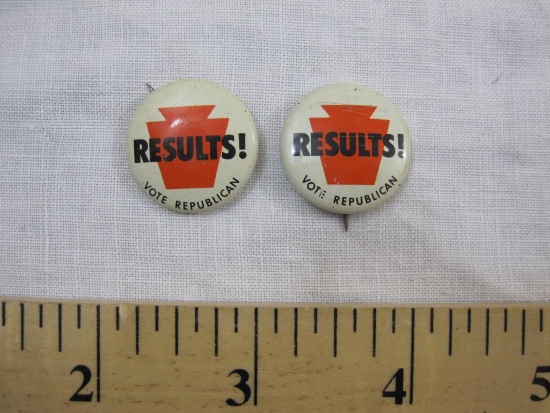 RESULTS!
VOTE REPUBLICAN
RESULTS!
VOTE REPUBLICAN
2 3 4 5